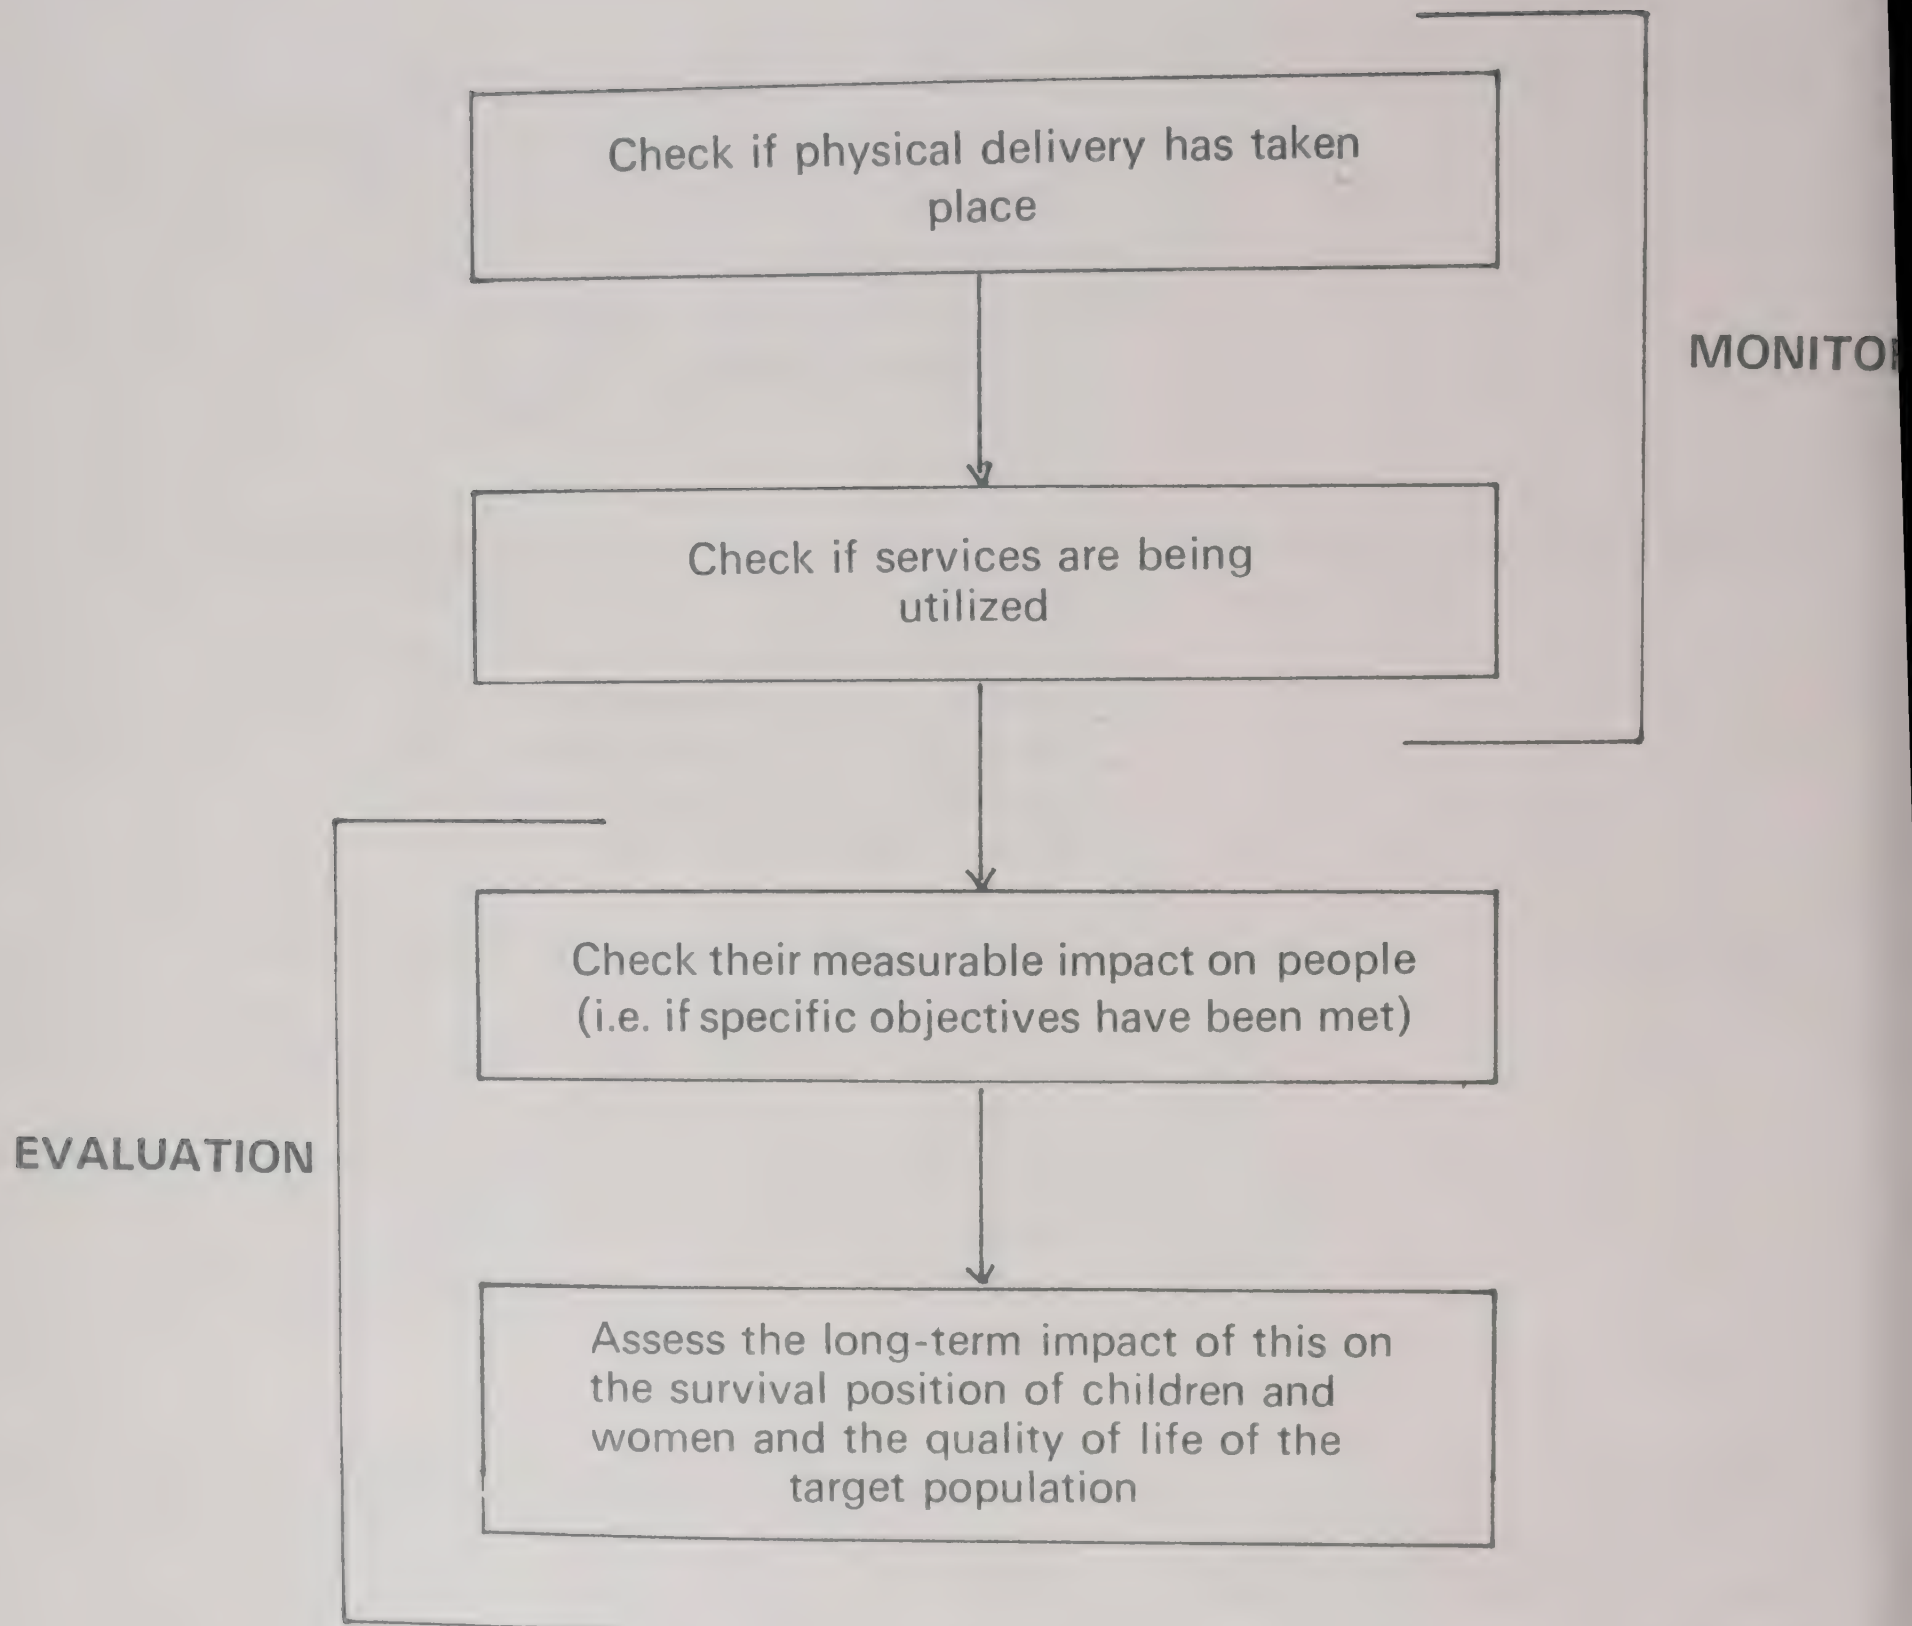 Check if physical delivery has taken
place
MONITO
Check if services are being
utilized
Check their measurable impact on people
(i.e. if specific objectives have been met)
EVALUATION
Assess the long-term impact of this on
the survival position of children and
women and the quality of life of the
target population